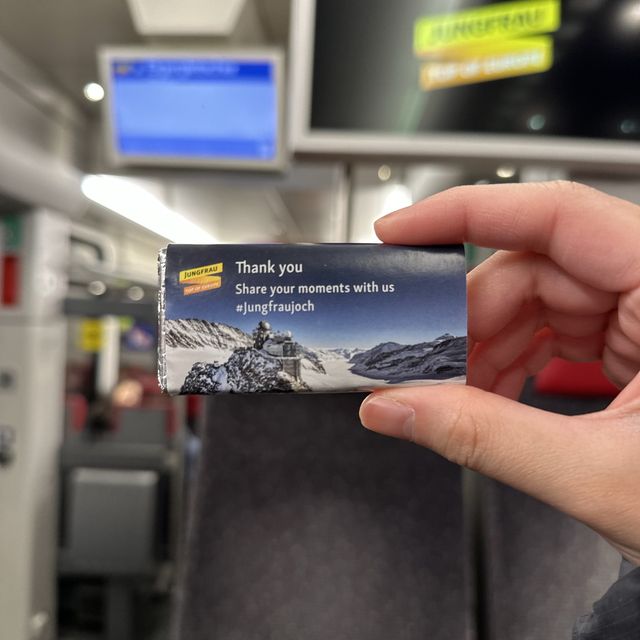 JUNGFRAU
TOP OF EUROPE
JUNGFRAU
TOP OF EUROPE
Thank you
Share your moments with us
#Jungfraujoch